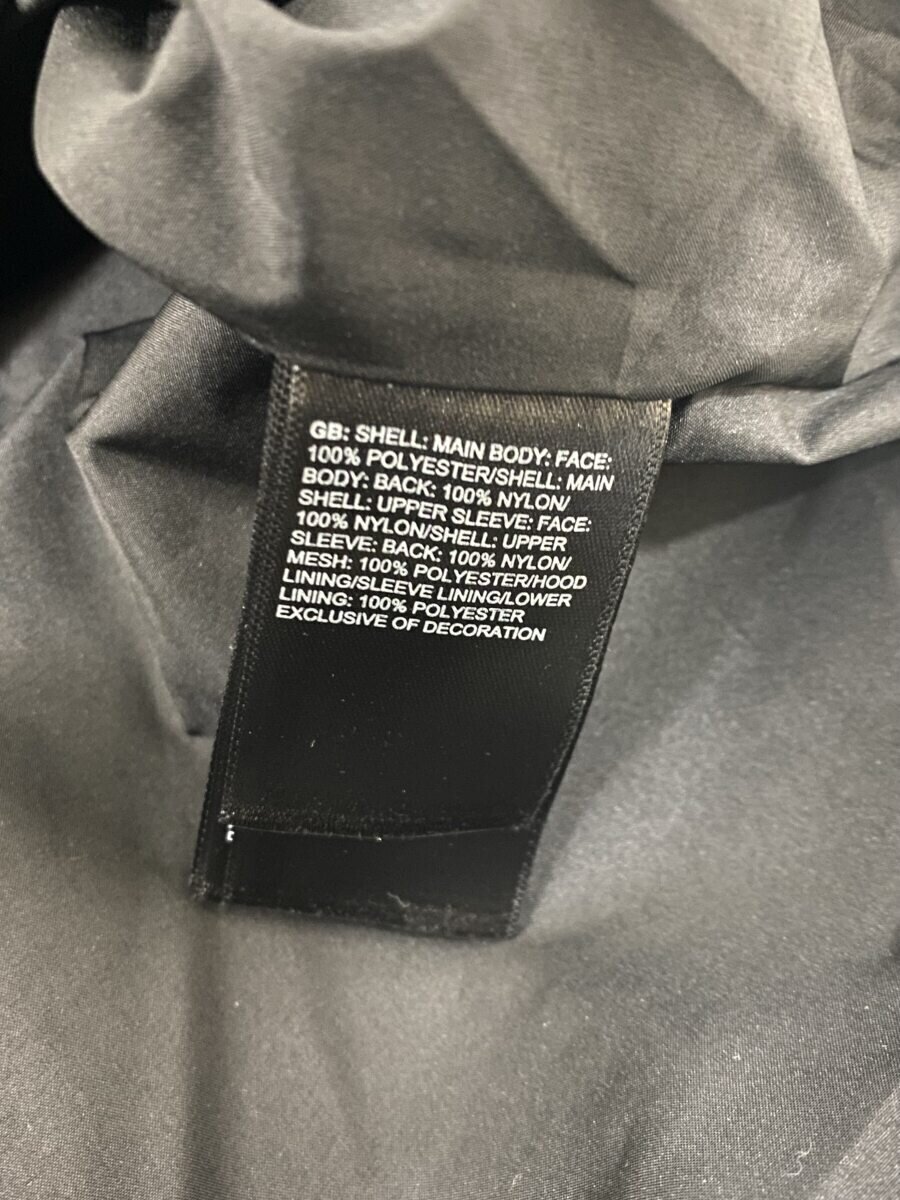 GB: SHELL: MAIN BODY: FACE:
100% POLYESTER/SHELL: MAIN
BODY: BACK: 100% NYLON/
SHELL: UPPER SLEEVE: FACE:
100% NYLON/SHELL: UPPER
SLEEVE: BACK: 100% NYLON/
MESH: 100% POLYESTER/HOOD
LINING/SLEEVE LINING/LOWER
LINING: 100% POLYESTER
EXCLUSIVE OF DECORATION